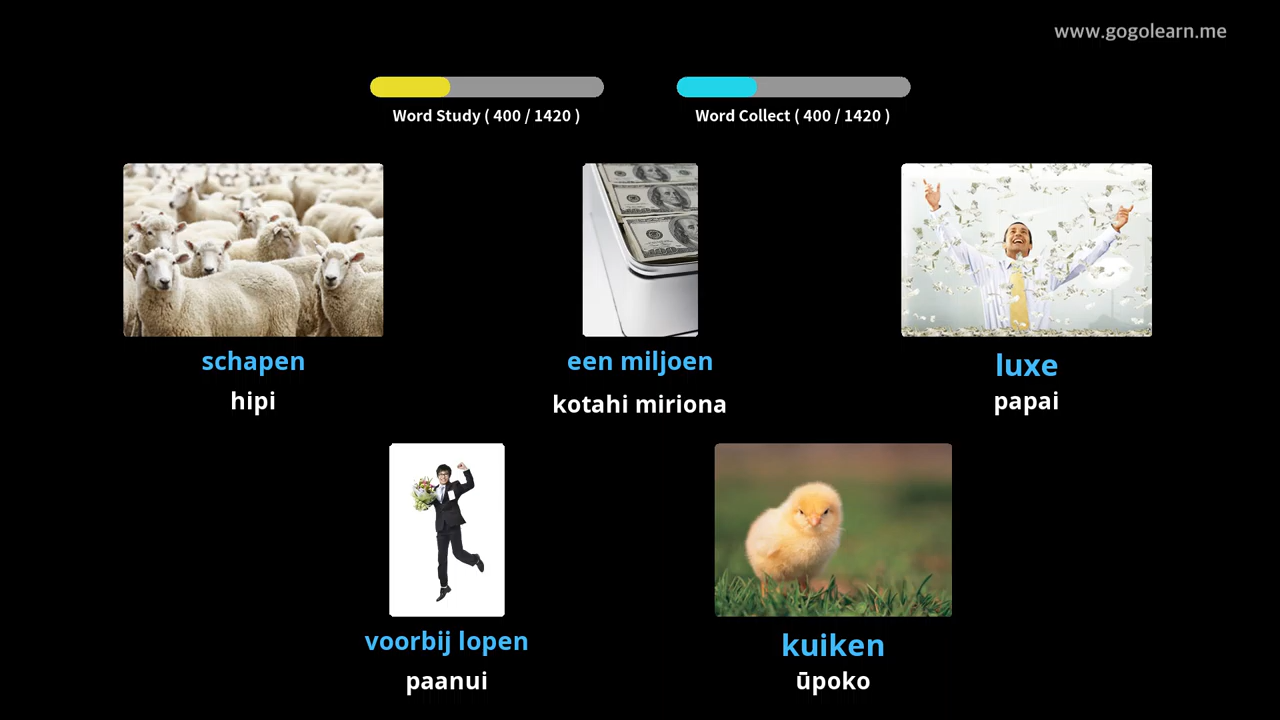 www.gogolearn.me
Word Study ( 400 / 1420 )
Word Collect ( 400 / 1420 )
schapen
hipi
een miljoen
kotahi miriona
luxe
papai
voorbij lopen
paanui
kuiken
ūpoko